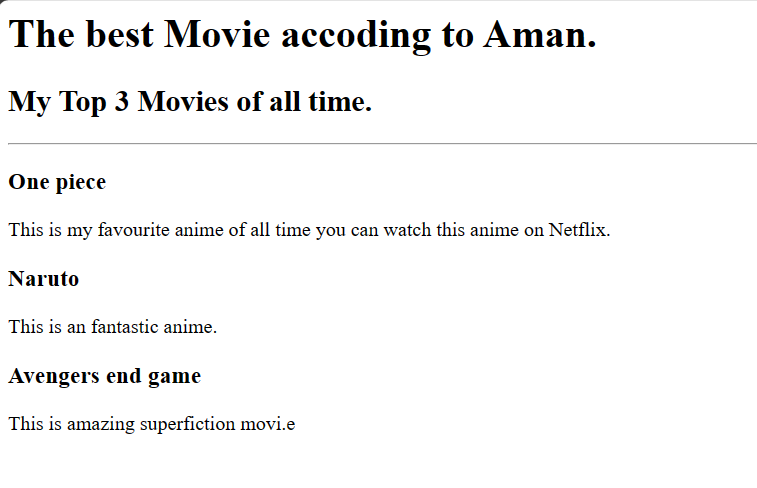 The best Movie accoding to Aman.
My Top 3 Movies of all time.
One piece
This is my favourite anime of all time you can watch this anime on Netflix.
Naruto
This is an fantastic anime.
Avengers end game
This is amazing superfiction movi.e